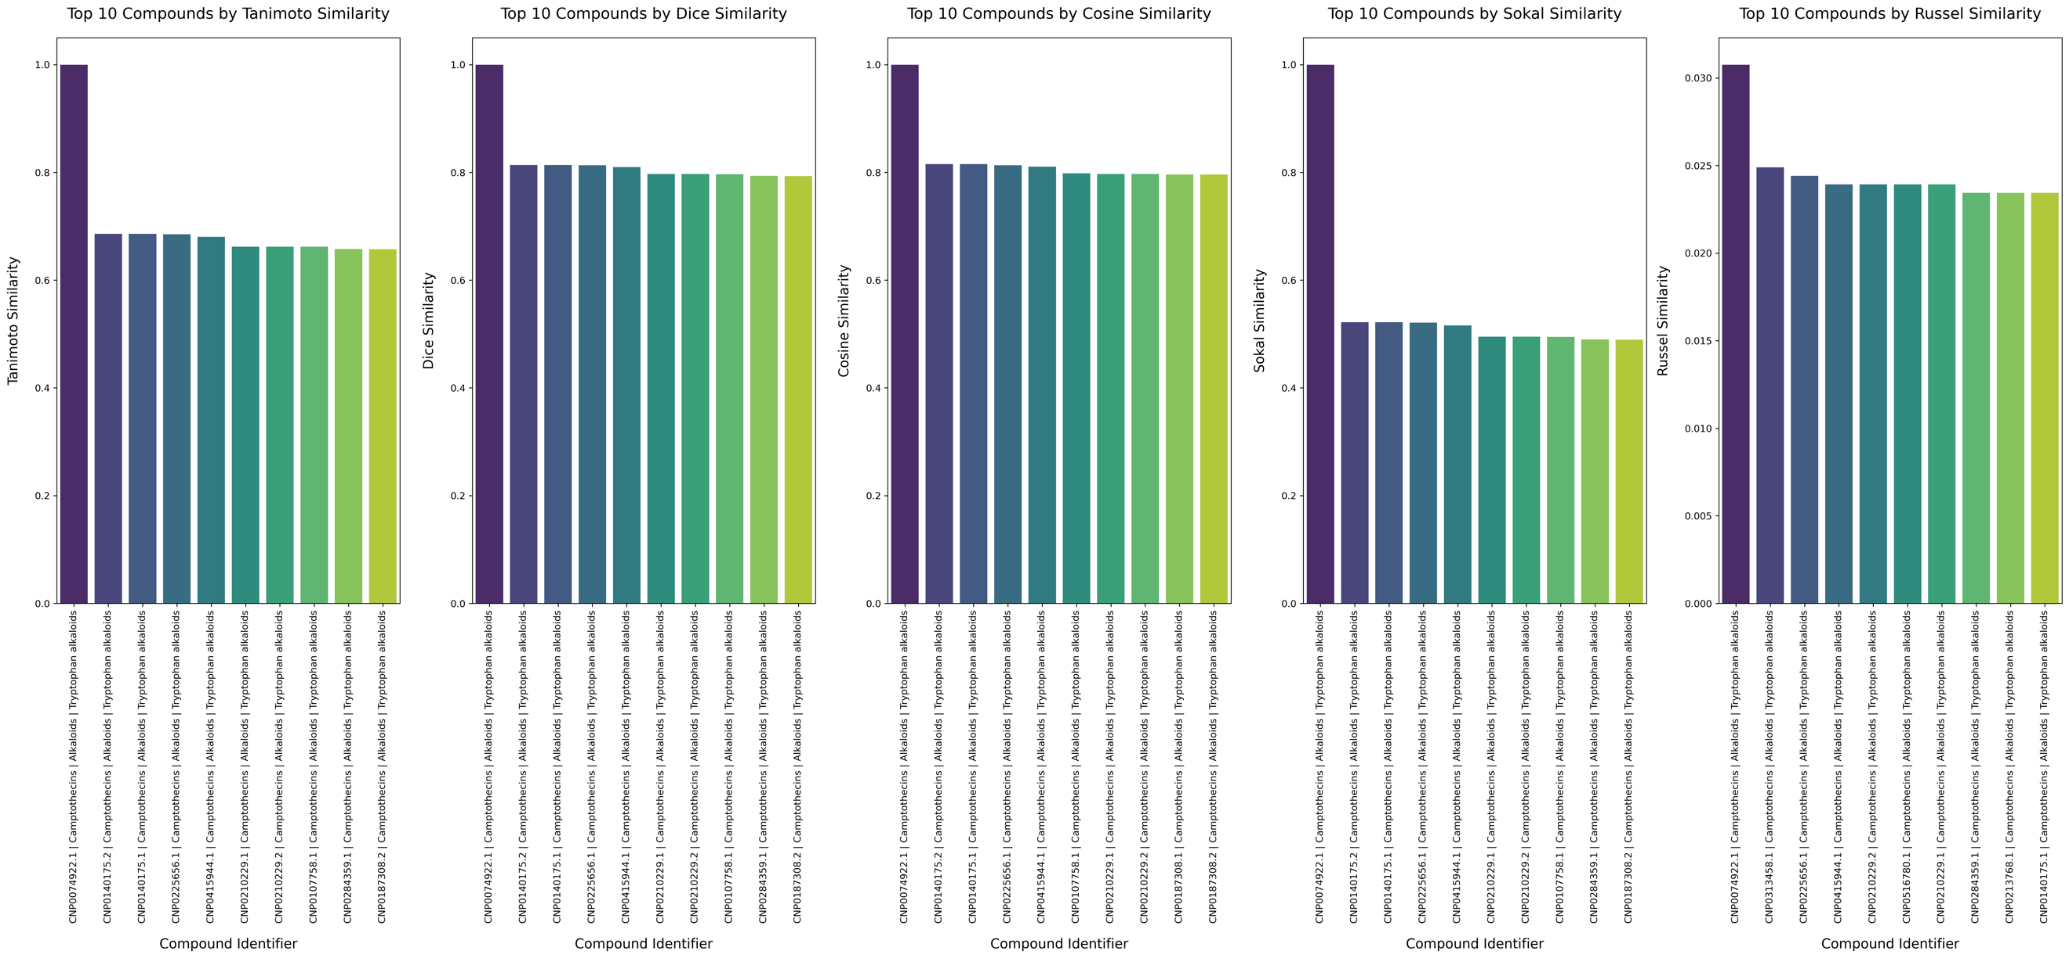 Top 10 Compounds by Tanimoto Similarity
Tanimoto Similarity
1.0
0.8
0.6
0.4
0.2
0.0
CNP0074922.1 | Camptothecins | Alkaloids | Tryptophan alkaloids
CNP0140175.2 | Camptothecins | Alkaloids | Tryptophan alkaloids
CNP0140175.1 | Camptothecins | Alkaloids | Tryptophan alkaloids
CNP0225656.1 | Camptothecins | Alkaloids | Tryptophan alkaloids
CNP0415944.1 | Camptothecins | Alkaloids | Tryptophan alkaloids
CNP0210229.1 | Camptothecins | Alkaloids | Tryptophan alkaloids
CNP0210229.2 | Camptothecins | Alkaloids | Tryptophan alkaloids
CNP0107758.1 | Camptothecins | Alkaloids | Tryptophan alkaloids
CNP0284359.1 | Camptothecins | Alkaloids | Tryptophan alkaloids
CNP0187308.2 | Camptothecins | Alkaloids | Tryptophan alkaloids
Compound Identifier
Top 10 Compounds by Dice Similarity
Dice Similarity
1.0
0.8
0.6
0.4
0.2
0.0
CNP0074922.1 | Camptothecins | Alkaloids | Tryptophan alkaloids
CNP0140175.2 | Camptothecins | Alkaloids | Tryptophan alkaloids
CNP0140175.1 | Camptothecins | Alkaloids | Tryptophan alkaloids
CNP0225656.1 | Camptothecins | Alkaloids | Tryptophan alkaloids
CNP0415944.1 | Camptothecins | Alkaloids | Tryptophan alkaloids
CNP0210229.1 | Camptothecins | Alkaloids | Tryptophan alkaloids
CNP0210229.2 | Camptothecins | Alkaloids | Tryptophan alkaloids
CNP0107758.1 | Camptothecins | Alkaloids | Tryptophan alkaloids
CNP0284359.1 | Camptothecins | Alkaloids | Tryptophan alkaloids
CNP0187308.2 | Camptothecins | Alkaloids | Tryptophan alkaloids
Compound Identifier
Top 10 Compounds by Cosine Similarity
Cosine Similarity
1.0
0.8
0.6
0.4
0.2
0.0
CNP0074922.1 | Camptothecins | Alkaloids | Tryptophan alkaloids
CNP0140175.2 | Camptothecins | Alkaloids | Tryptophan alkaloids
CNP0140175.1 | Camptothecins | Alkaloids | Tryptophan alkaloids
CNP0225656.1 | Camptothecins | Alkaloids | Tryptophan alkaloids
CNP0415944.1 | Camptothecins | Alkaloids | Tryptophan alkaloids
CNP0107758.1 | Camptothecins | Alkaloids | Tryptophan alkaloids
CNP0210229.1 | Camptothecins | Alkaloids | Tryptophan alkaloids
CNP0210229.2 | Camptothecins | Alkaloids | Tryptophan alkaloids
CNP0187308.1 | Camptothecins | Alkaloids | Tryptophan alkaloids
CNP0187308.2 | Camptothecins | Alkaloids | Tryptophan alkaloids
Compound Identifier
Top 10 Compounds by Sokal Similarity
Sokal Similarity
1.0
0.8
0.6
0.4
0.2
0.0
CNP0074922.1 | Camptothecins | Alkaloids | Tryptophan alkaloids
CNP0140175.2 | Camptothecins | Alkaloids | Tryptophan alkaloids
CNP0140175.1 | Camptothecins | Alkaloids | Tryptophan alkaloids
CNP0225656.1 | Camptothecins | Alkaloids | Tryptophan alkaloids
CNP0415944.1 | Camptothecins | Alkaloids | Tryptophan alkaloids
CNP0210229.1 | Camptothecins | Alkaloids | Tryptophan alkaloids
CNP0210229.2 | Camptothecins | Alkaloids | Tryptophan alkaloids
CNP0107758.1 | Camptothecins | Alkaloids | Tryptophan alkaloids
CNP0284359.1 | Camptothecins | Alkaloids | Tryptophan alkaloids
CNP0187308.2 | Camptothecins | Alkaloids | Tryptophan alkaloids
Compound Identifier
Top 10 Compounds by Russel Similarity
Russel Similarity
0.030
0.025
0.020
0.015
0.010
0.005
0.000
CNP0074922.1 | Camptothecins | Alkaloids | Tryptophan alkaloids
CNP0313458.1 | Camptothecins | Alkaloids | Tryptophan alkaloids
CNP0225656.1 | Camptothecins | Alkaloids | Tryptophan alkaloids
CNP0415944.1 | Camptothecins | Alkaloids | Tryptophan alkaloids
CNP0210229.2 | Camptothecins | Alkaloids | Tryptophan alkaloids
CNP0516780.1 | Camptothecins | Alkaloids | Tryptophan alkaloids
CNP0210229.1 | Camptothecins | Alkaloids | Tryptophan alkaloids
CNP0284359.1 | Camptothecins | Alkaloids | Tryptophan alkaloids
CNP0213768.1 | Camptothecins | Alkaloids | Tryptophan alkaloids
CNP0140175.1 | Camptothecins | Alkaloids | Tryptophan alkaloids
Compound Identifier